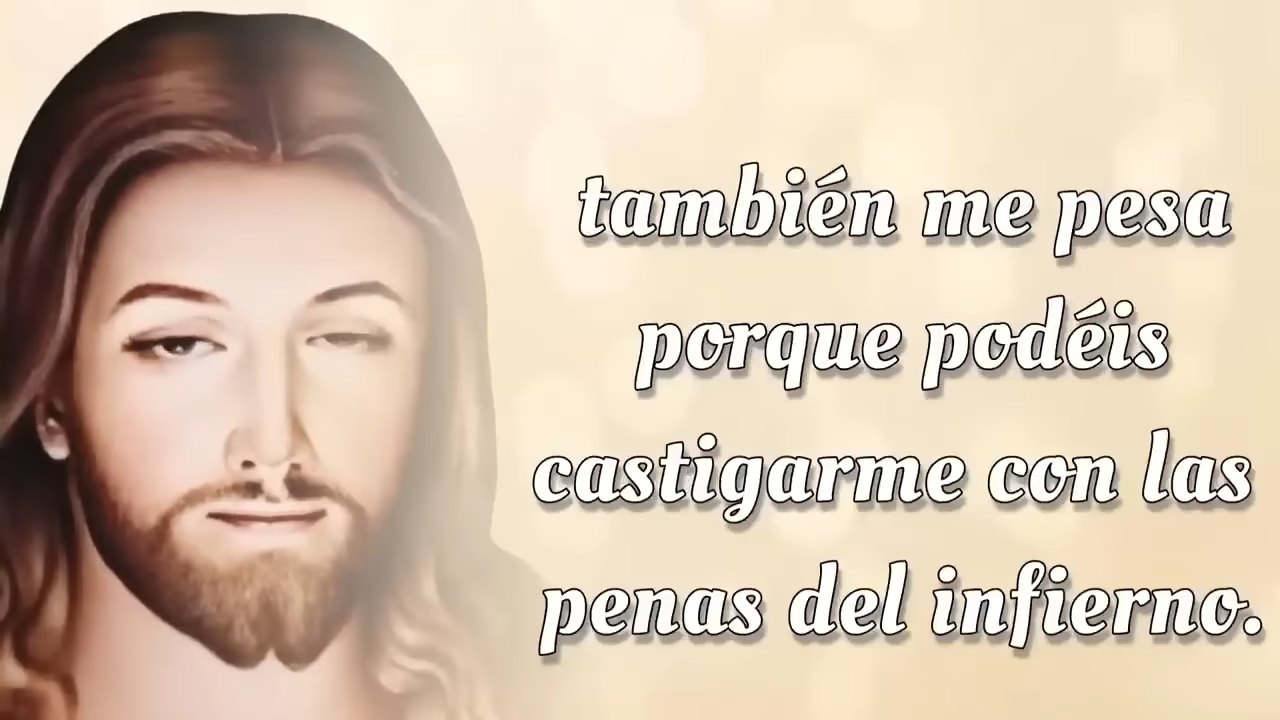 también me pesa
porque podéis
castigarme con las
penas del infierno.